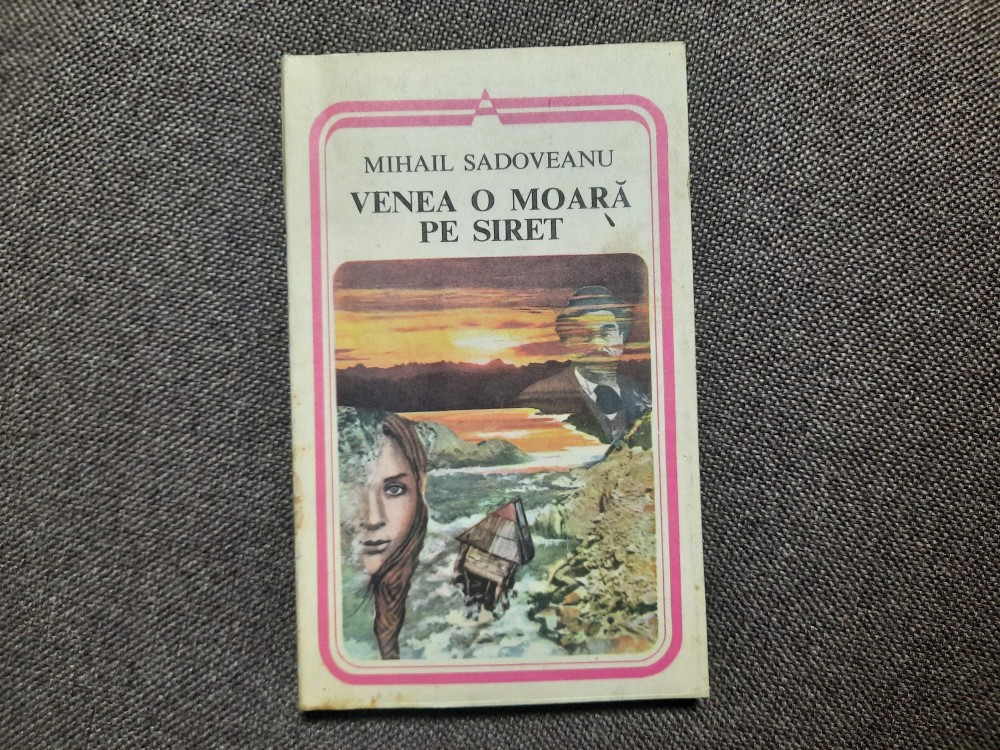 MIHAIL SADOVEANU
VENEA O MOARĂ
PE SIRET